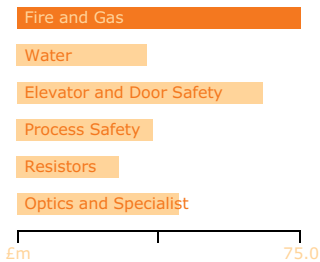 Fire and Gas
Water
Elevator and Door Safety
Process Safety
Resistors
Optics and Specialist
£m 75.0